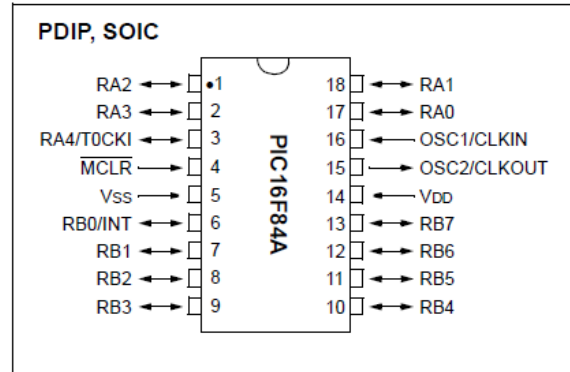 PDIP, SOIC
RA2 •1 18 RA1
RA3 2 17 RA0
RA4/T0CKI 3 16 OSC1/CLKIN
MCLR 4 15 OSC2/CLKOUT
VSS 5 14 VDD
RB0/INT 6 13 RB7
RB1 7 12 RB6
RB2 8 11 RB5
RB3 9 10 RB4
PIC16F84A